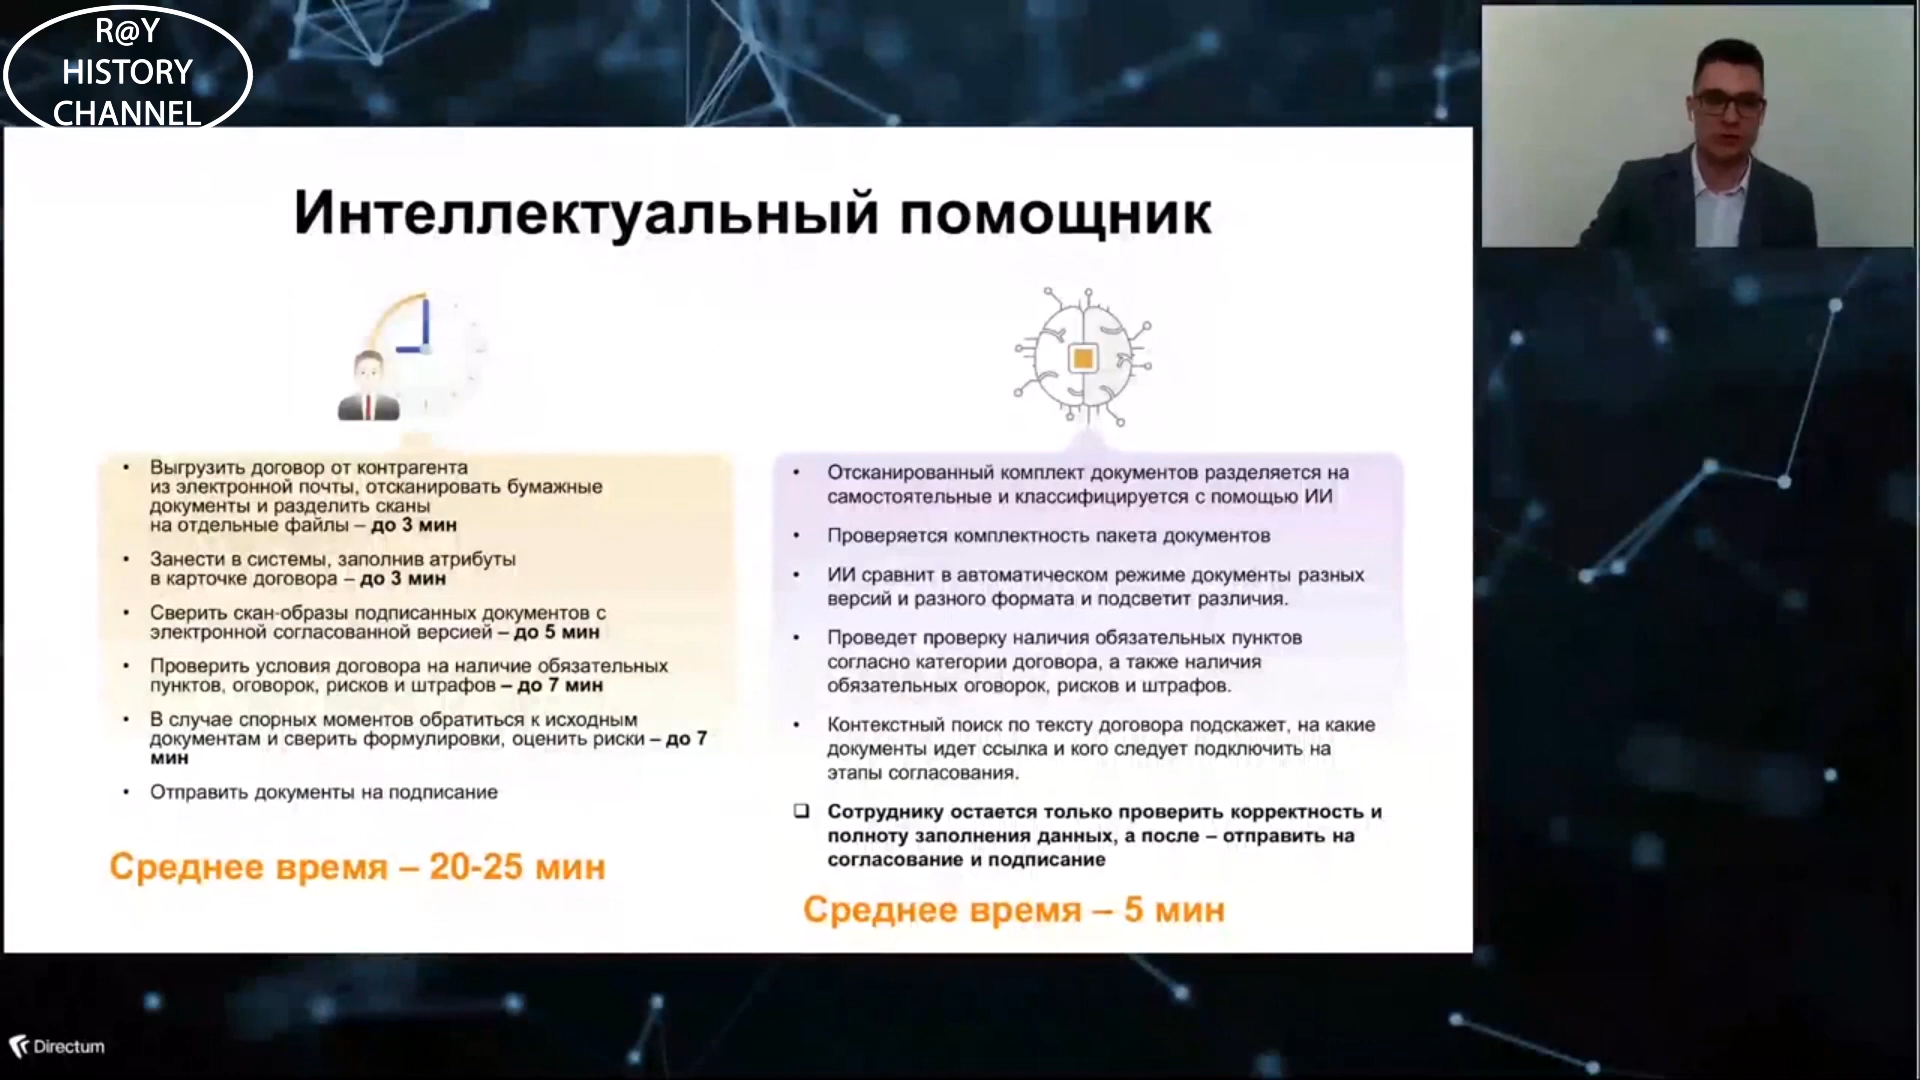 R@Y
HISTORY
CHANNEL
Интеллектуальный помощник
• Выгрузить договор от контрагента
из электронной почты, отсканировать бумажные
документы и разделить сканы
на отдельные файлы – до 3 мин
• Занести в системы, заполнив атрибуты
в карточке договора – до 3 мин
• Сверить скан-образы подписанных документов с
электронной согласованной версией – до 5 мин
• Проверить условия договора на наличие обязательных
пунктов, оговорок, рисков и штрафов – до 7 мин
• В случае спорных моментов обратиться к исходным
документам и сверить формулировки, оценить риски – до 7
мин
• Отправить документы на подписание
Среднее время – 20-25 мин
• Отсканированный комплект документов разделяется на
самостоятельные и классифицируется с помощью ИИ
• Проверяется комплектность пакета документов
• ИИ сравнит в автоматическом режиме документы разных
версий и разного формата и подсветит различия.
• Проведет проверку наличия обязательных пунктов
согласно категории договора, а также наличия
обязательных оговорок, рисков и штрафов.
• Контекстный поиск по тексту договора подскажет, на какие
документы идет ссылка и кого следует подключить на
этапы согласования.
❑ Сотруднику остается только проверить корректность и
полноту заполнения данных, а после – отправить на
согласование и подписание
Среднее время – 5 мин
Directum